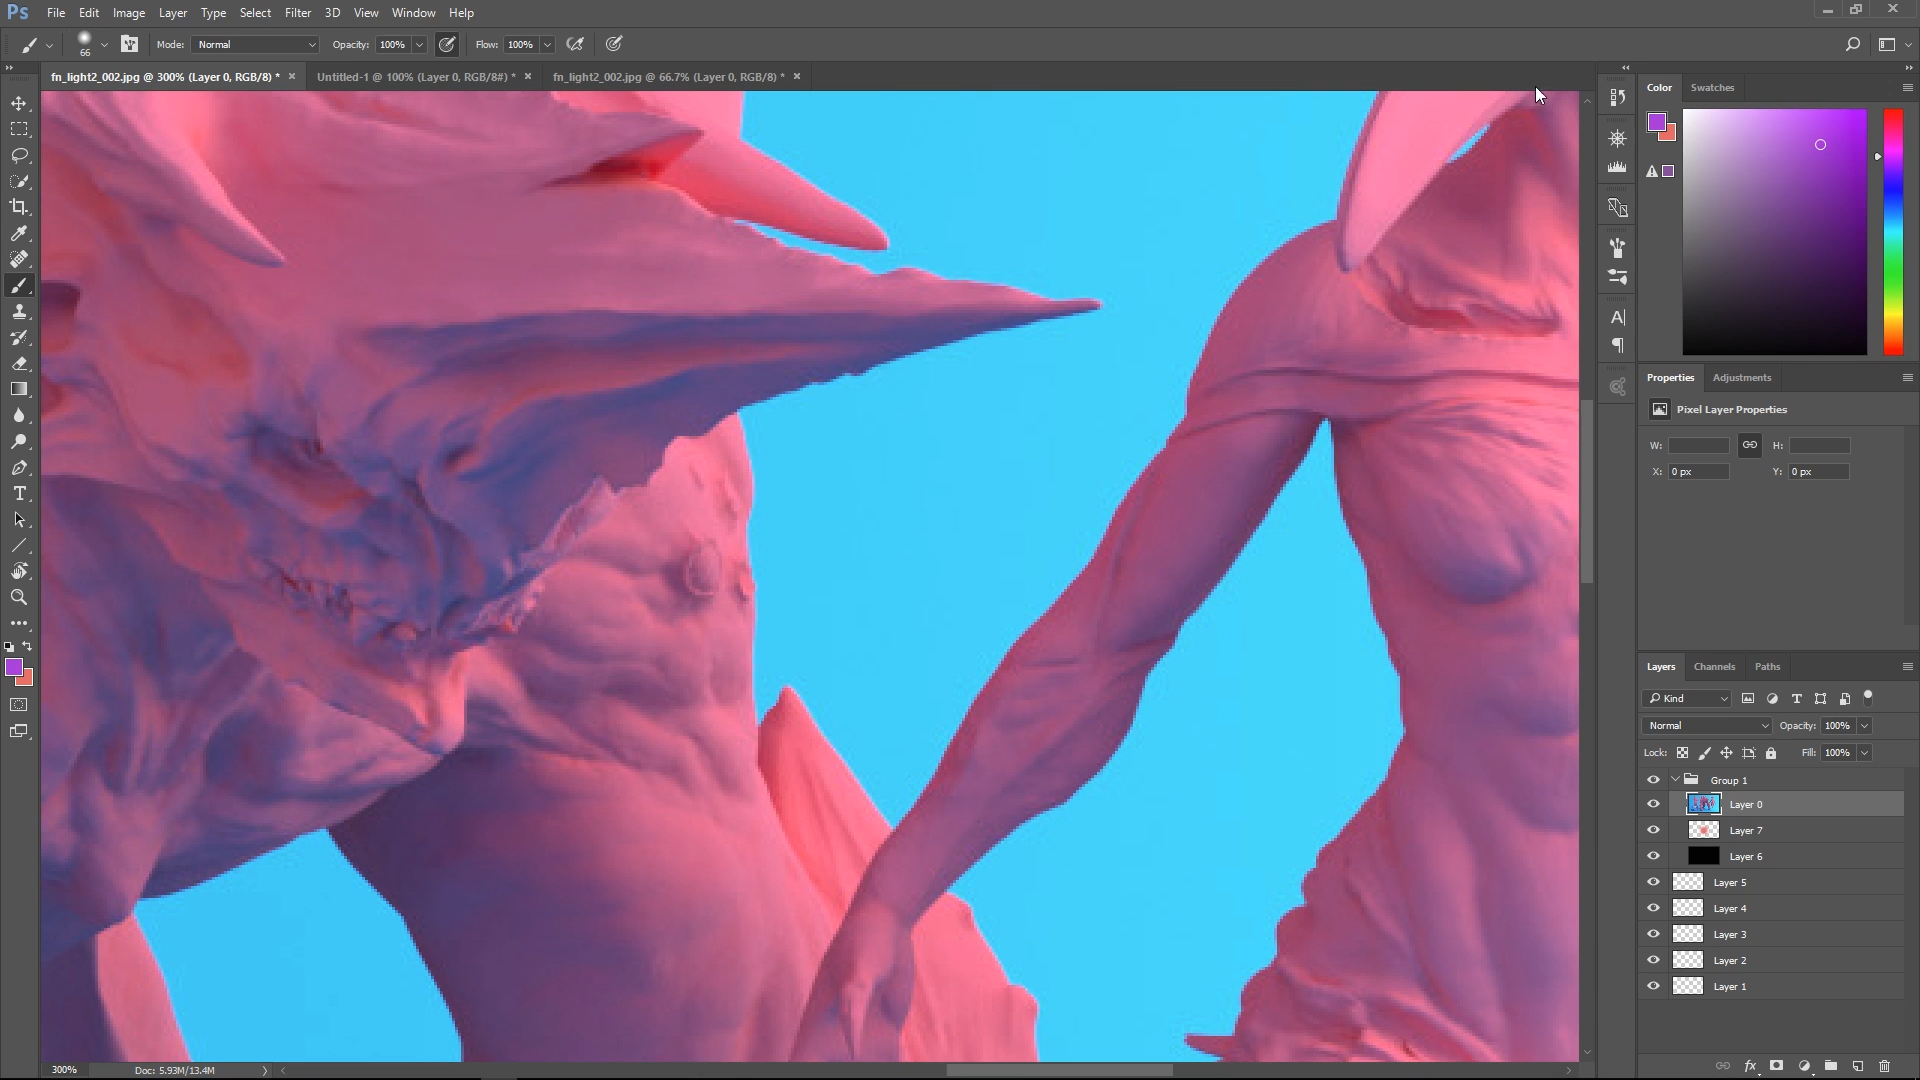 Ps File Edit Image Layer Type Select Filter 3D View Window Help
66 Mode: Normal Opacity: 100% Flow: 100%
fn_light2_002.jpg @ 300% (Layer 0, RGB/8) * × Untitled-1 @ 100% (Layer 0, RGB/8#) * × fn_light2_002.jpg @ 66.7% (Layer 0, RGB/8) * ×
Color Swatches
Properties Adjustments
Pixel Layer Properties
W: H:
X: 0 px Y: 0 px
Layers Channels Paths
Kind
Normal Opacity: 100%
Lock: Fill: 100%
Group 1
Layer 0
Layer 7
Layer 6
Layer 5
Layer 4
Layer 3
Layer 2
Layer 1
300% Doc: 5.93M/13.4M